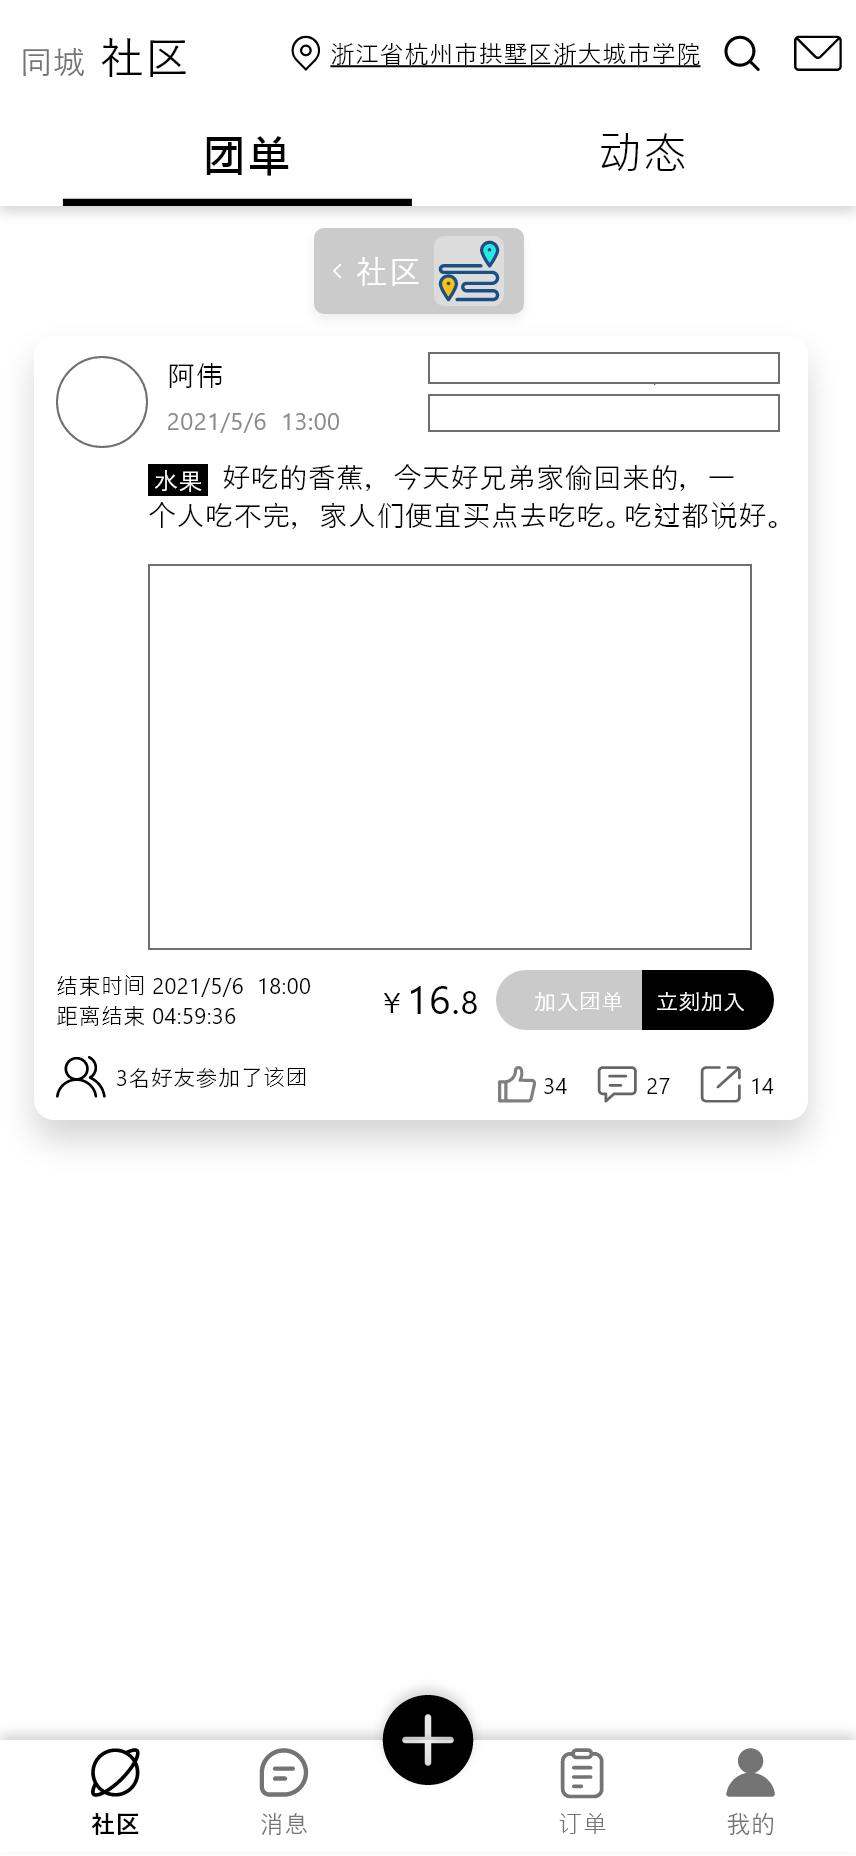 同城 社区
浙江省杭州市拱墅区浙大城市学院
团单
动态
社区
阿伟
2021/5/6 13:00
水果 好吃的香蕉，今天好兄弟家偷回来的，一
个人吃不完，家人们便宜买点去吃吃。吃过都说好。
结束时间 2021/5/6 18:00
距离结束 04:59:36
￥16.8
加入团单
立刻加入
3名好友参加了该团
34
27
14
社区
消息
订单
我的